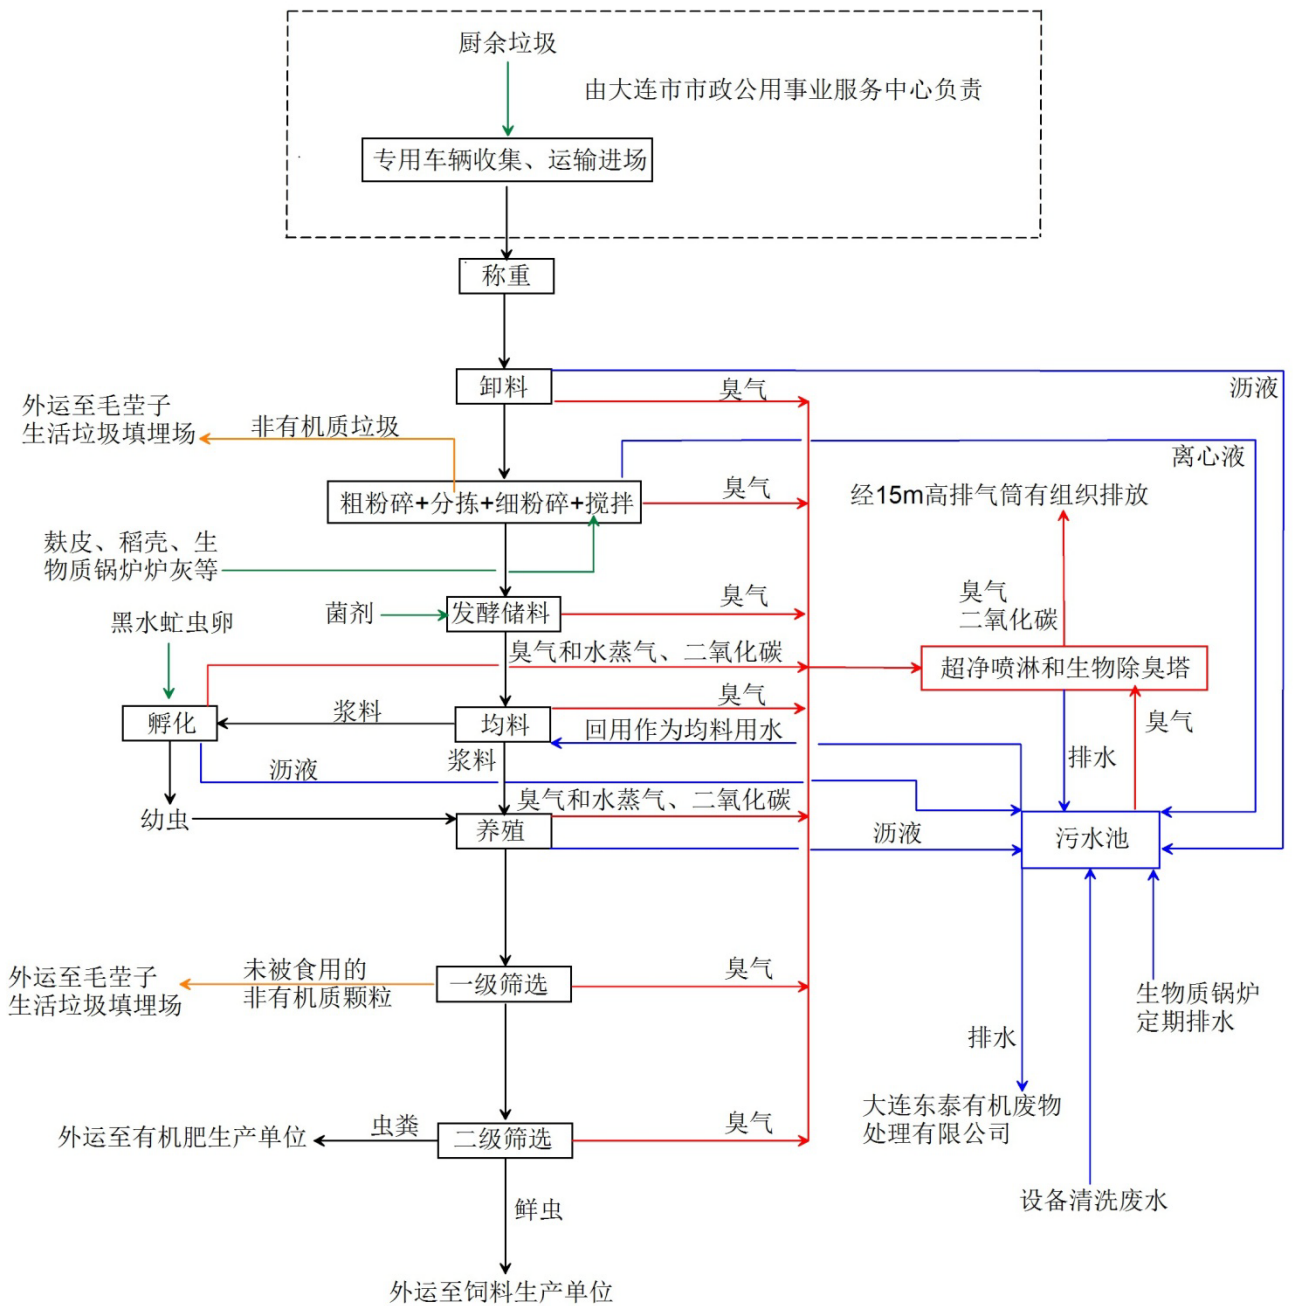 厨余垃圾
由大连市市政公用事业服务中心负责
专用车辆收集、运输进场
称重
卸料
臭气
沥液
外运至毛茔子
生活垃圾填埋场
非有机质垃圾
离心液
粗粉碎+分拣+细粉碎+搅拌
臭气
经15m高排气筒有组织排放
麸皮、稻壳、生
物质锅炉炉灰等
菌剂
发酵储料
臭气
臭气
二氧化碳
黑水虻虫卵
臭气和水蒸气、二氧化碳
超净喷淋和生物除臭塔
孵化
浆料
均料
臭气
回用作为均料用水
排水
臭气
沥液
浆料
幼虫
臭气和水蒸气、二氧化碳
养殖
沥液
污水池
外运至毛茔子
生活垃圾填埋场
未被食用的
非有机质颗粒
一级筛选
臭气
生物质锅炉
定期排水
排水
大连东泰有机废物
处理有限公司
外运至有机肥生产单位
虫粪
二级筛选
臭气
设备清洗废水
鲜虫
外运至饲料生产单位